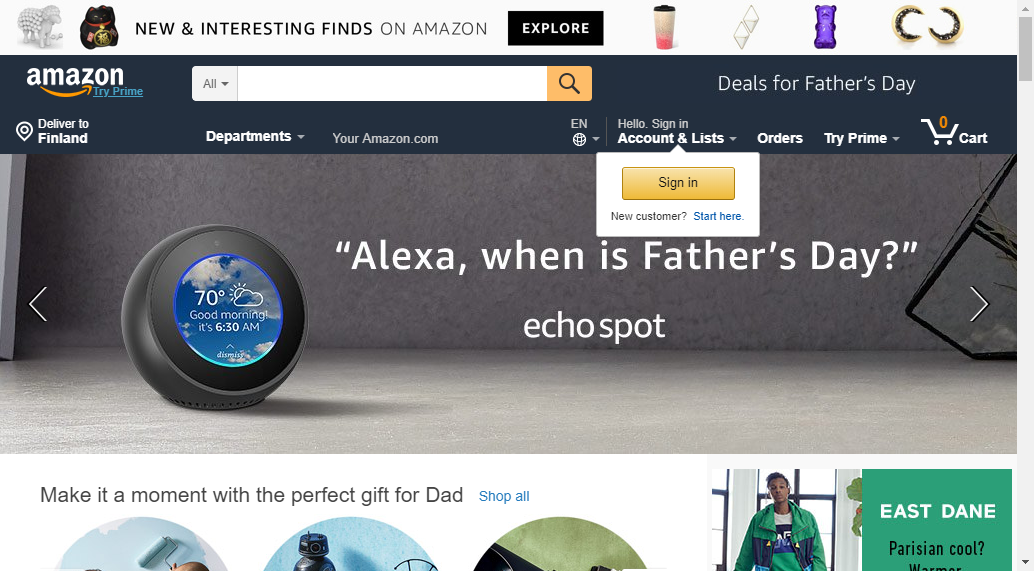 NEW & INTERESTING FINDS ON AMAZON EXPLORE
amazon
Try Prime
All
Deals for Father's Day
Deliver to
Finland
Departments
Your Amazon.com
EN
Hello. Sign in
Account & Lists
Orders
Try Prime
0
Cart
Sign in
New customer? Start here.
“Alexa, when is Father’s Day?”
echo spot
70°
Good morning!
it's 6:30 AM
dismiss
Make it a moment with the perfect gift for Dad Shop all
EAST DANE
Parisian cool?
Warmer